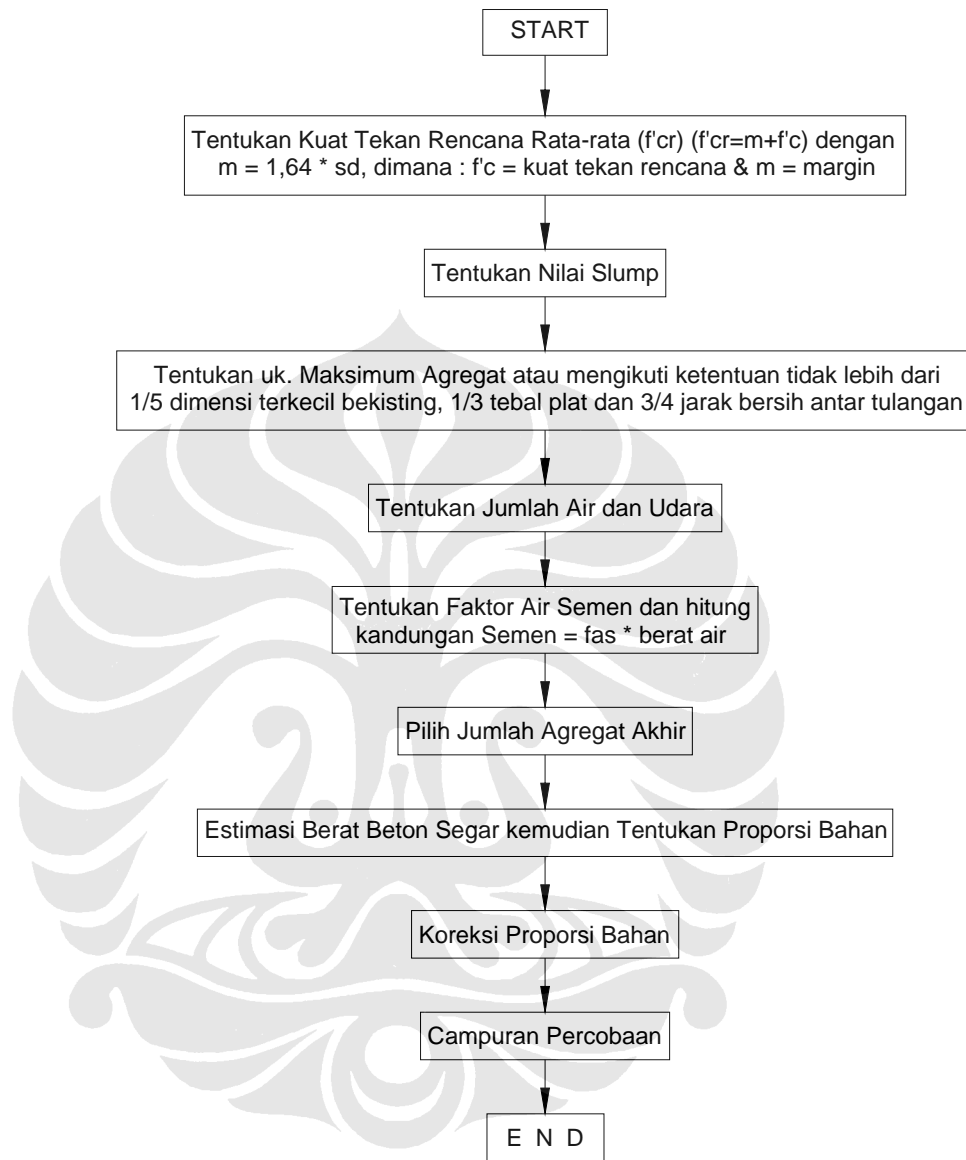 START
Tentukan Kuat Tekan Rencana Rata-rata (f'cr) (f'cr=m+f'c) dengan
m = 1,64 * sd, dimana : f'c = kuat tekan rencana & m = margin
Tentukan Nilai Slump
Tentukan uk. Maksimum Agregat atau mengikuti ketentuan tidak lebih dari
1/5 dimensi terkecil bekisting, 1/3 tebal plat dan 3/4 jarak bersih antar tulangan
Tentukan Jumlah Air dan Udara
Tentukan Faktor Air Semen dan hitung
kandungan Semen = fas * berat air
Pilih Jumlah Agregat Akhir
Estimasi Berat Beton Segar kemudian Tentukan Proporsi Bahan
Koreksi Proporsi Bahan
Campuran Percobaan
E N D